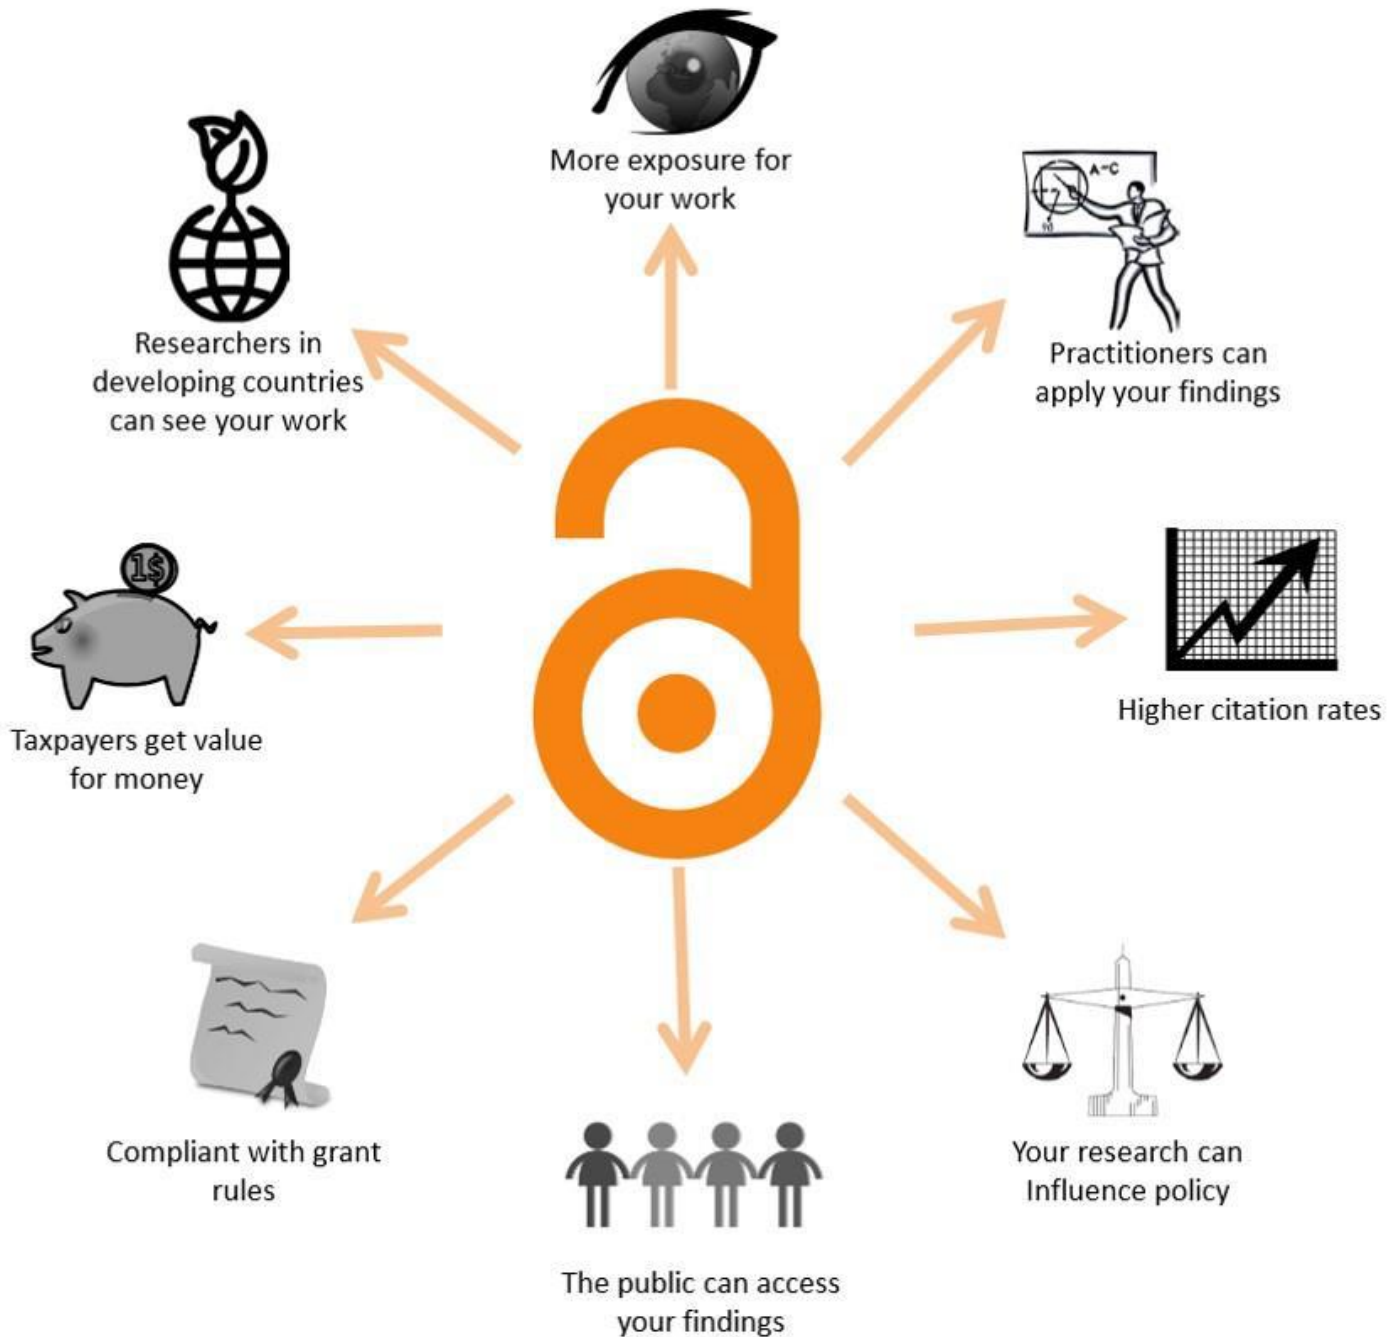 More exposure for
your work
A-C
Practitioners can
apply your findings
Higher citation rates
Your research can
Influence policy
The public can access
your findings
Compliant with grant
rules
1$
Taxpayers get value
for money
Researchers in
developing countries
can see your work